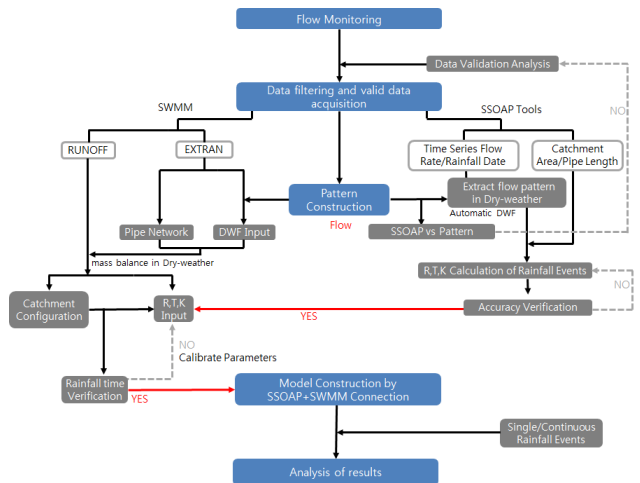 Flow Monitoring
Data Validation Analysis
Data filtering and valid data
acquisition
NO
SWMM
SSOAP Tools
RUNOFF
EXTRAN
Time Series Flow
Rate/Rainfall Date
Catchment
Area/Pipe Length
Pattern
Construction
Extract flow pattern
in Dry-weather
Flow
Automatic DWF
Pipe Network
DWF Input
SSOAP vs Pattern
mass balance in Dry-weather
R,T,K Calculation of Rainfall Events
NO
Catchment
Configuration
R,T,K
Input
YES
Accuracy Verification
NO
Calibrate Parameters
Rainfall time
Verification
YES
Model Construction by
SSOAP+SWMM Connection
Single/Continuous
Rainfall Events
Analysis of results